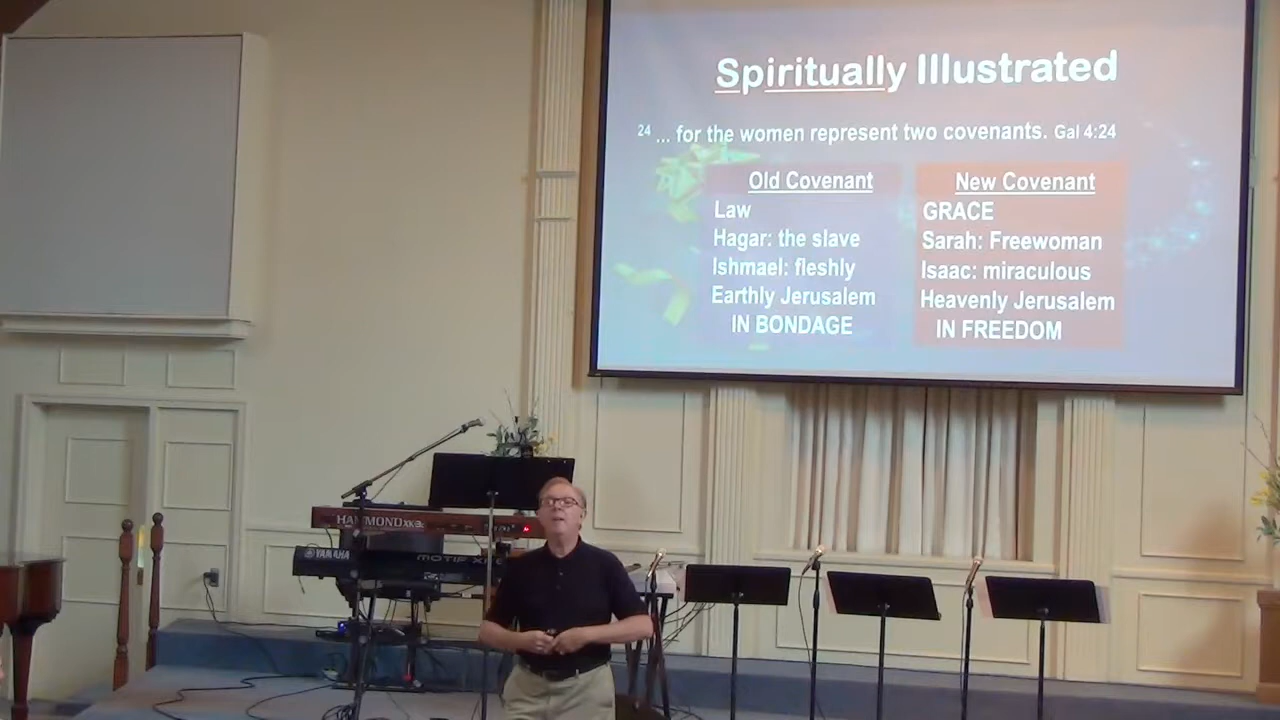 Spiritually Illustrated
24 ... for the women represent two covenants. Gal 4:24
Old Covenant
Law
Hagar: the slave
Ishmael: fleshly
Earthly Jerusalem
IN BONDAGE
New Covenant
GRACE
Sarah: Freewoman
Isaac: miraculous
Heavenly Jerusalem
IN FREEDOM
HAMMOND XK-3c
YAMAHA
MOTIF